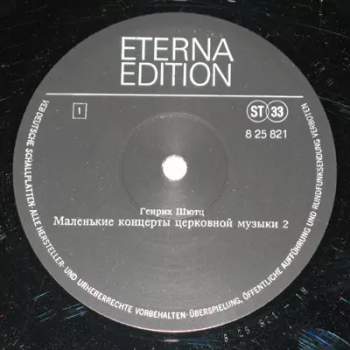 ETERNA
EDITION
1
ST 33
8 25 821
Генрих Шютц
Маленькие концерты церковной музыки 2
VEB DEUTSCHE SCHALLPLATTEN · ALLE HERSTELLER- UND URHEBERRECHTE VORBEHALTEN · ÜBERSPIELUNG, ÖFFENTLICHE AUFFÜHRUNG UND RUNDFUNKSENDUNG VERBOTEN